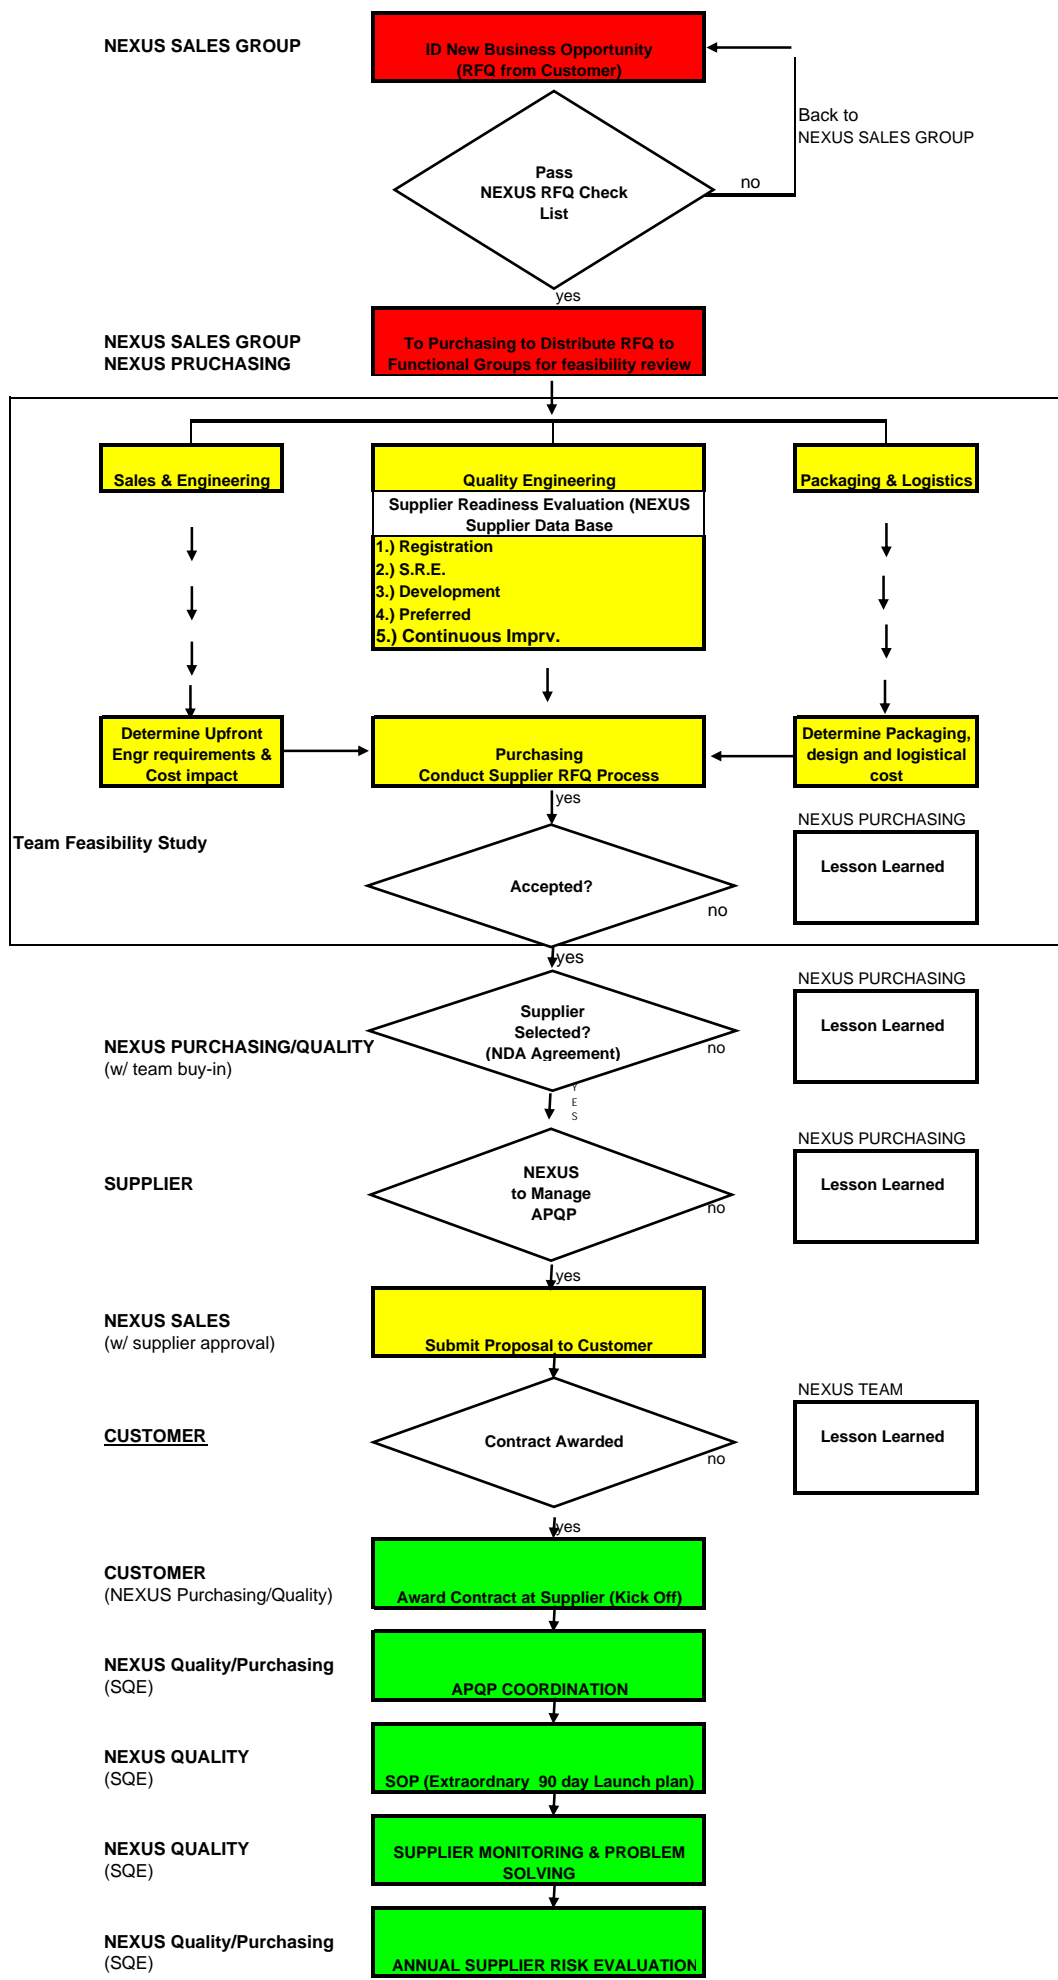 NEXUS SALES GROUP
ID New Business Opportunity
(RFQ from Customer)
Back to
NEXUS SALES GROUP
Pass
NEXUS RFQ Check
List
no
yes
NEXUS SALES GROUP
NEXUS PRUCHASING
To Purchasing to Distribute RFQ to
Functional Groups for feasibility review
Sales & Engineering
Quality Engineering
Packaging & Logistics
Supplier Readiness Evaluation (NEXUS
Supplier Data Base
1.) Registration
2.) S.R.E.
3.) Development
4.) Preferred
5.) Continuous Imprv.
Determine Upfront
Engr requirements &
Cost impact
Purchasing
Conduct Supplier RFQ Process
Determine Packaging,
design and logistical
cost
yes
NEXUS PURCHASING
Team Feasibility Study
Lesson Learned
Accepted?
no
yes
NEXUS PURCHASING
Supplier
Selected?
(NDA Agreement)
Lesson Learned
NEXUS PURCHASING/QUALITY
(w/ team buy-in)
no
Y
E
S
NEXUS PURCHASING
NEXUS
to Manage
APQP
SUPPLIER
Lesson Learned
no
yes
NEXUS SALES
(w/ supplier approval)
Submit Proposal to Customer
NEXUS TEAM
CUSTOMER
Contract Awarded
Lesson Learned
no
yes
CUSTOMER
(NEXUS Purchasing/Quality)
Award Contract at Supplier (Kick Off)
NEXUS Quality/Purchasing
(SQE)
APQP COORDINATION
NEXUS QUALITY
(SQE)
SOP (Extraordnary 90 day Launch plan)
NEXUS QUALITY
(SQE)
SUPPLIER MONITORING & PROBLEM
SOLVING
NEXUS Quality/Purchasing
(SQE)
ANNUAL SUPPLIER RISK EVALUATION